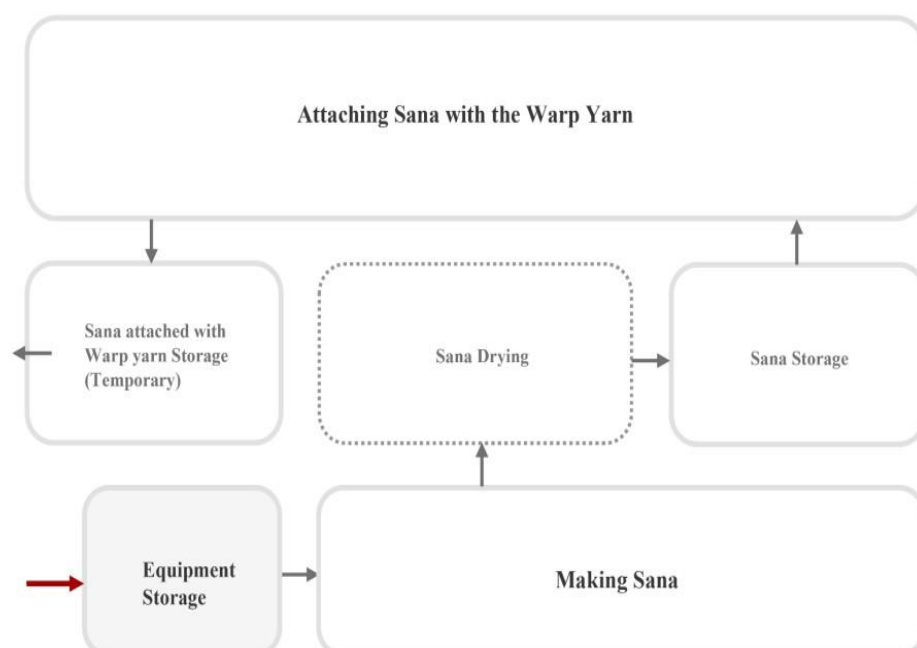 Attaching Sana with the Warp Yarn
Sana attached with
Warp yarn Storage
(Temporary)
Sana Drying
Sana Storage
Equipment
Storage
Making Sana